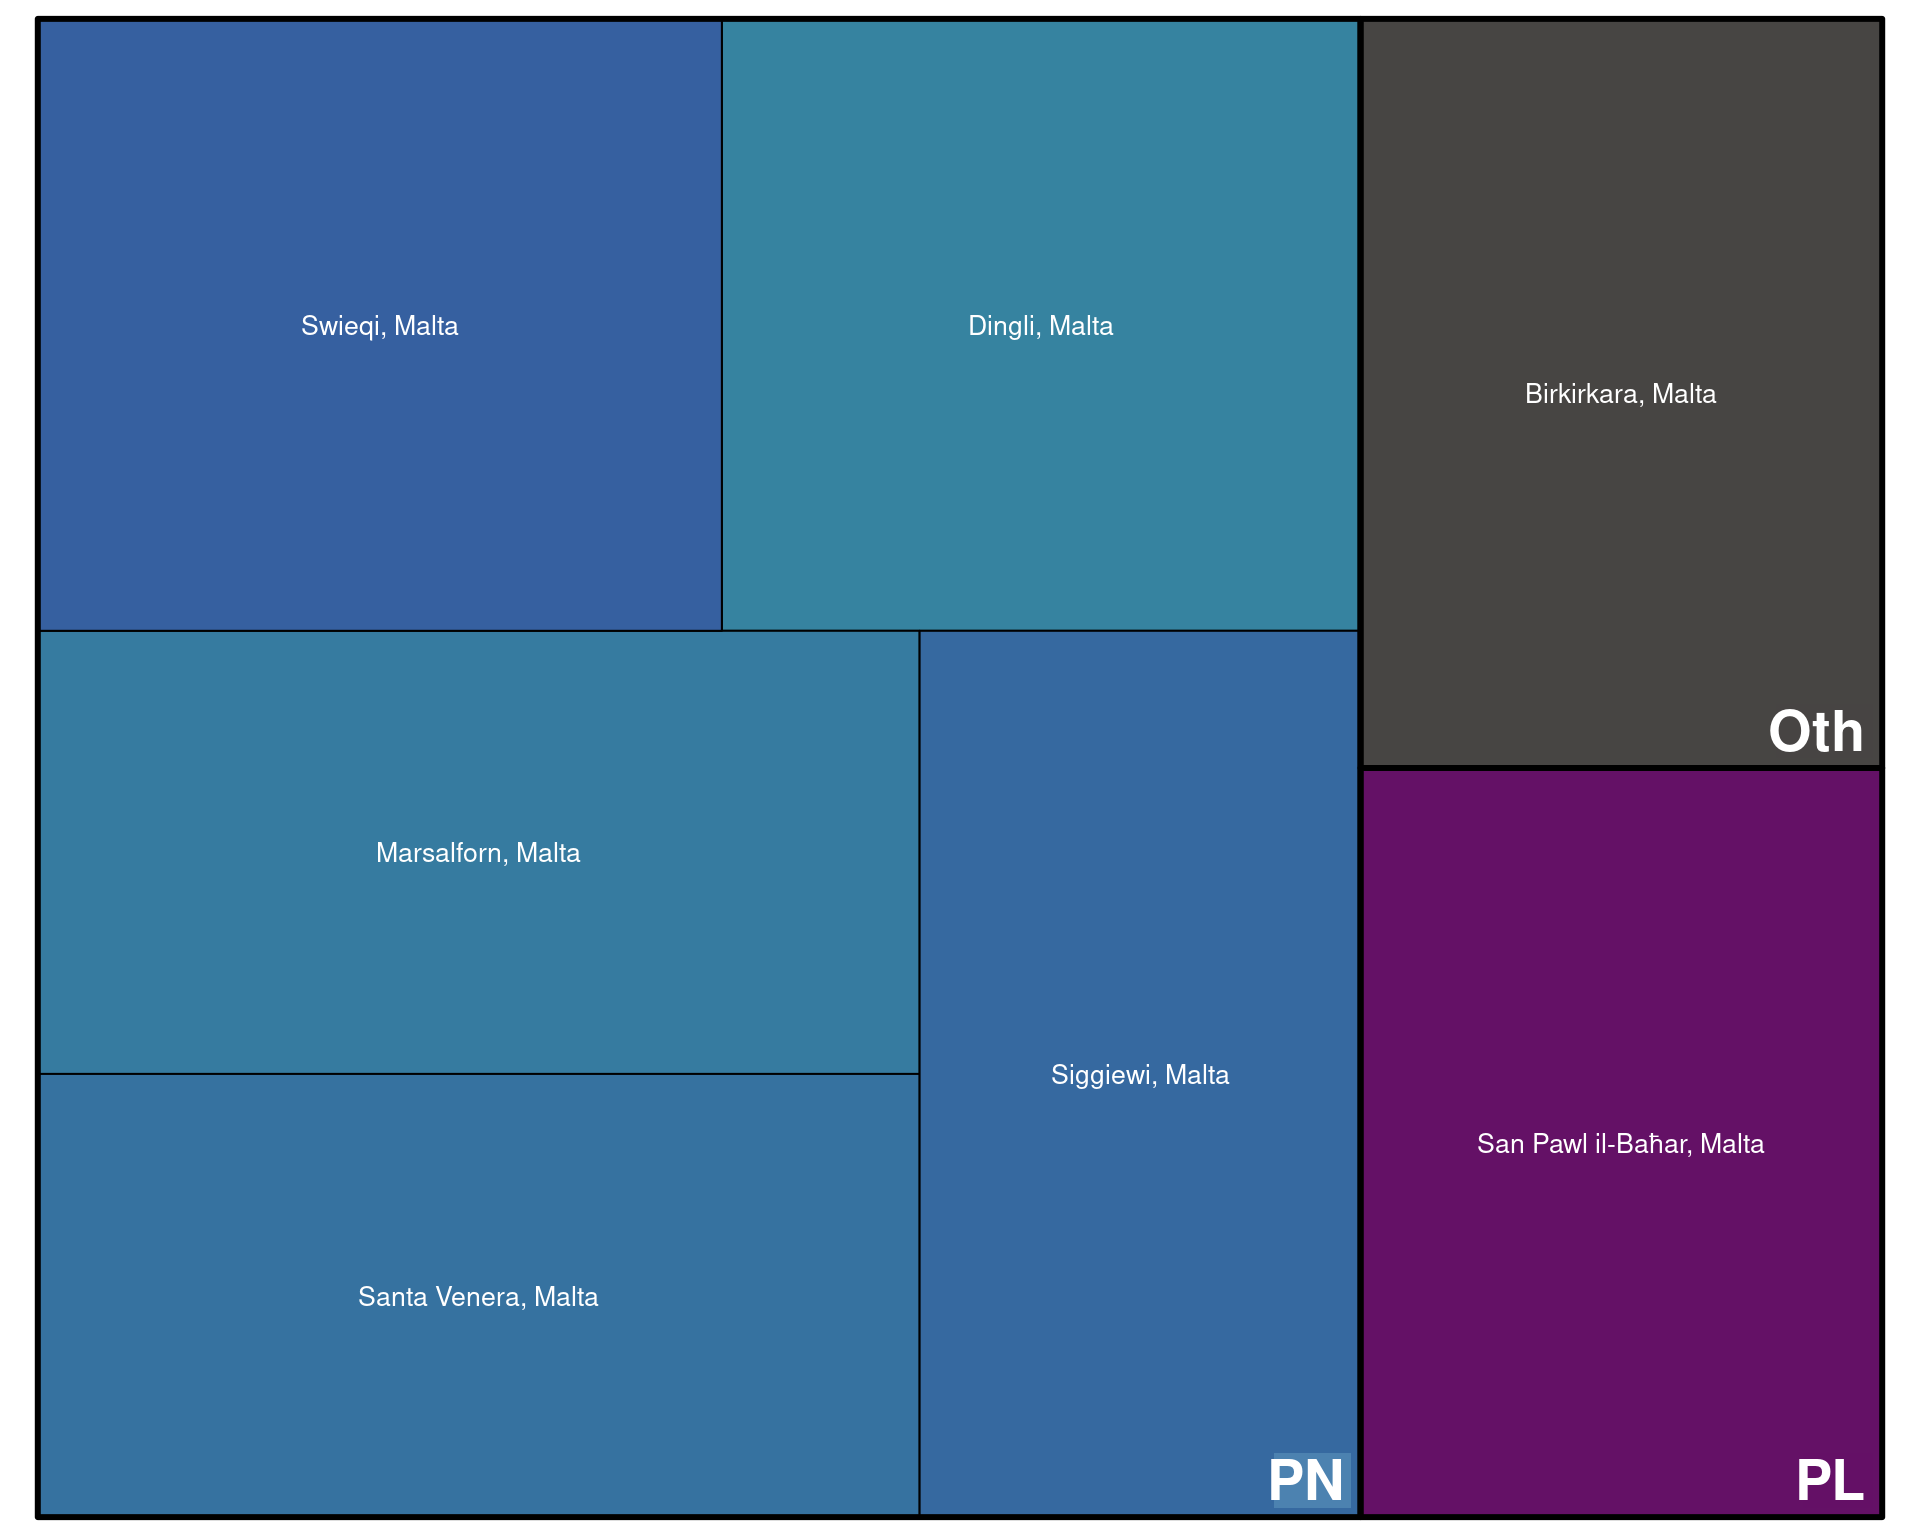 Swieqi, Malta
Dingli, Malta
Birkirkara, Malta
Oth
Marsalforn, Malta
Siggiewi, Malta
San Pawl il-Baħar, Malta
Santa Venera, Malta
PN
PL